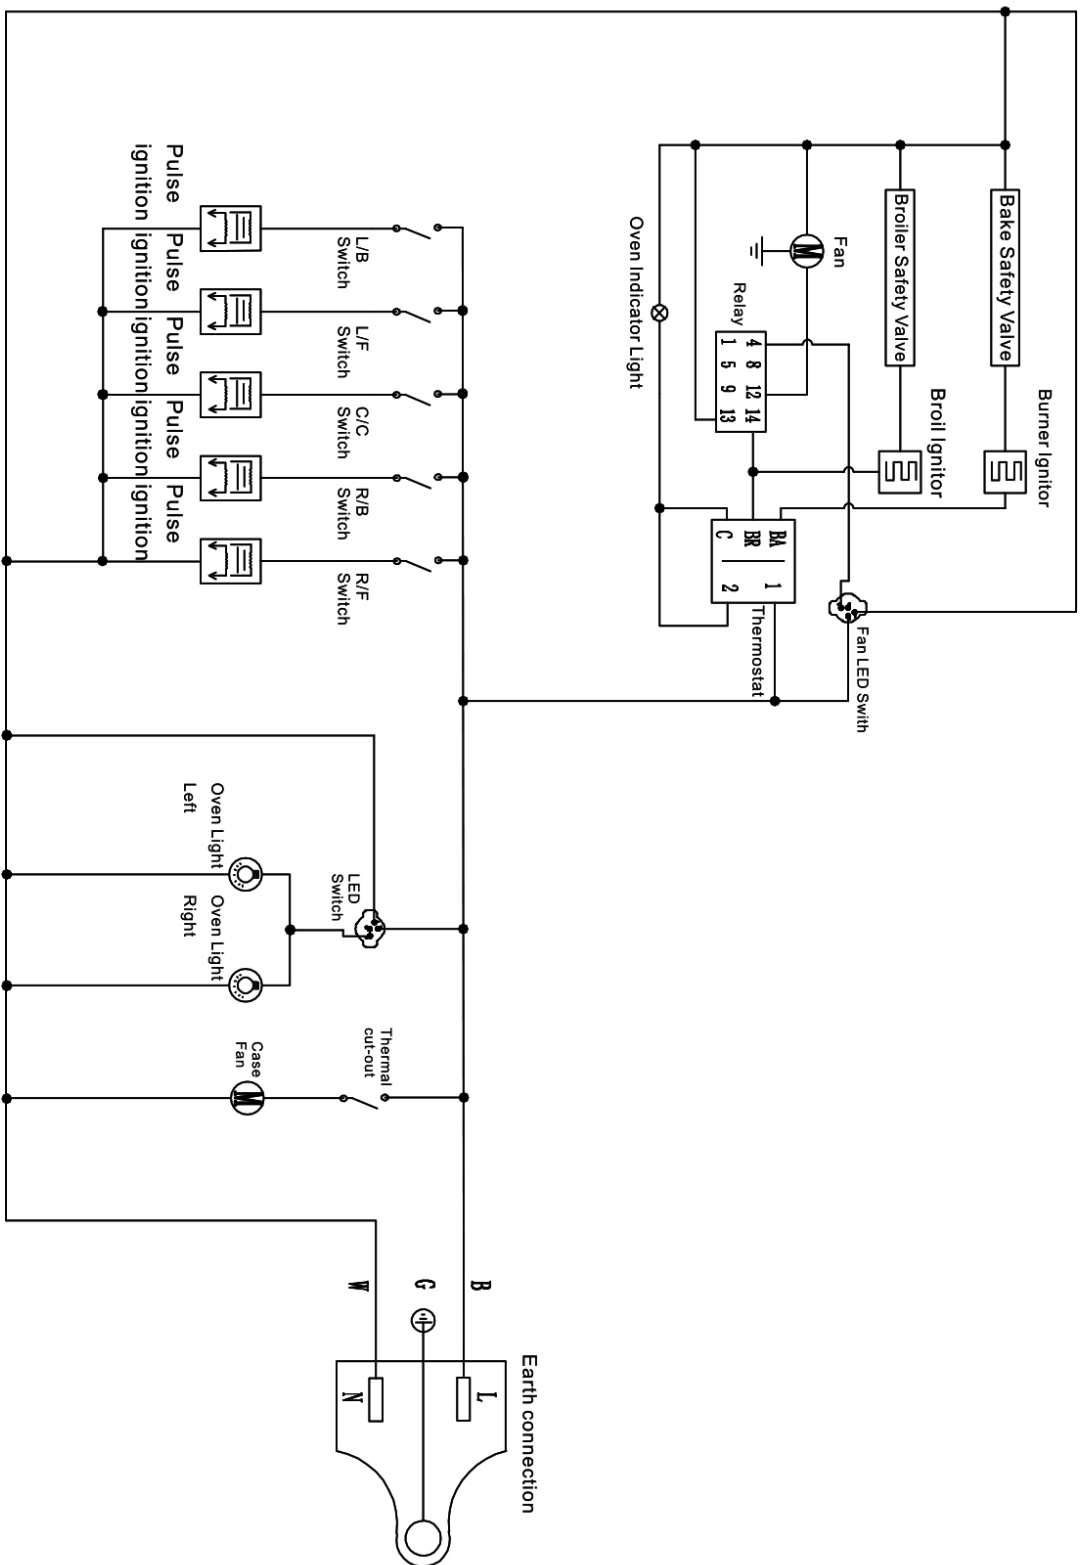 Earth connection
L
N
B
G
W
Burner Ignitor
Bake Safety Valve
Broil Ignitor
Broiler Safety Valve
Fan LED Swith
Fan
Relay
4 8 12 14
1 5 9 13
BA
BR
C
1
2
Thermostat
Oven Indicator Light
L/B
Switch
L/F
Switch
C/C
Switch
R/B
Switch
R/F
Switch
Pulse
ignition
Pulse
ignition
Pulse
ignition
Pulse
ignition
Pulse
ignition
M
LED
Switch
Oven Light
Left
Oven Light
Right
Thermal
cut-out
Case
Fan
M